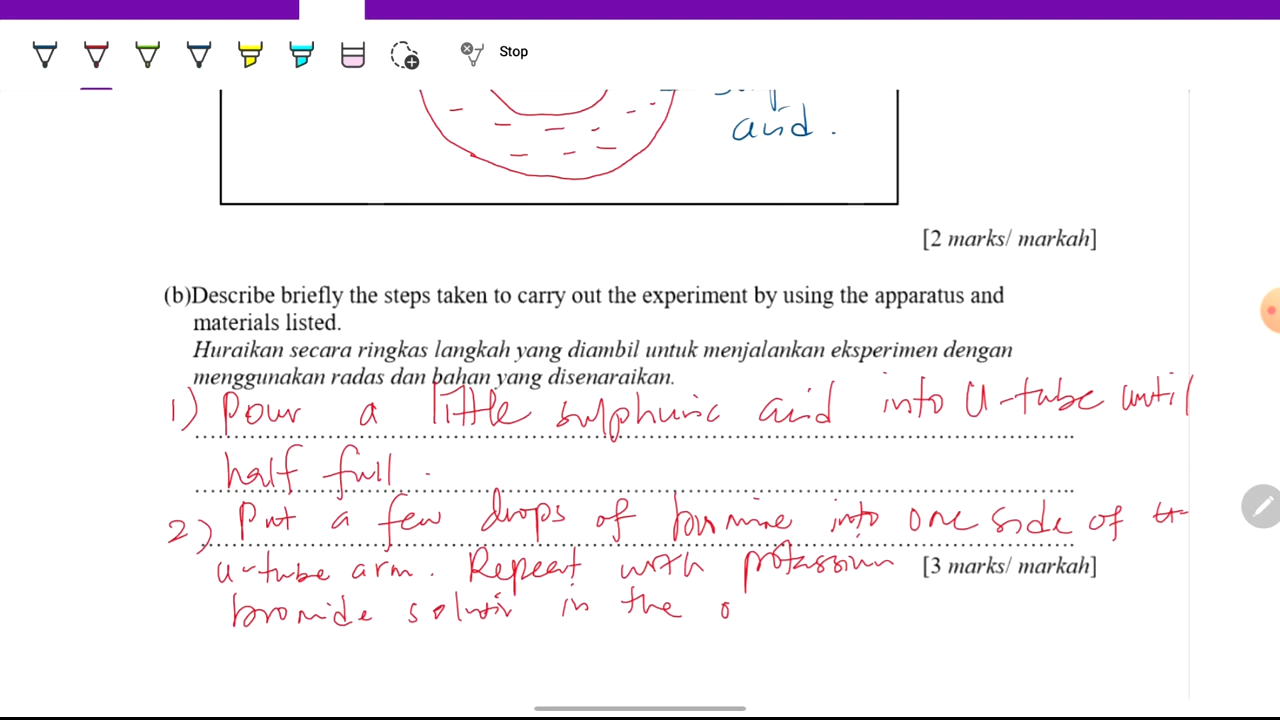 Stop
acid.
[2 marks/ markah]
(b)Describe briefly the steps taken to carry out the experiment by using the apparatus and
materials listed.
Huraikan secara ringkas langkah yang diambil untuk menjalankan eksperimen dengan
menggunakan radas dan bahan yang disenaraikan.
1) Pour a little sulphuric acid into U-tube until
half full.
2) Put a few drops of bromine into one side of
u-tube arm. Repeat with potassium [3 marks/ markah]
bromide solution in the o